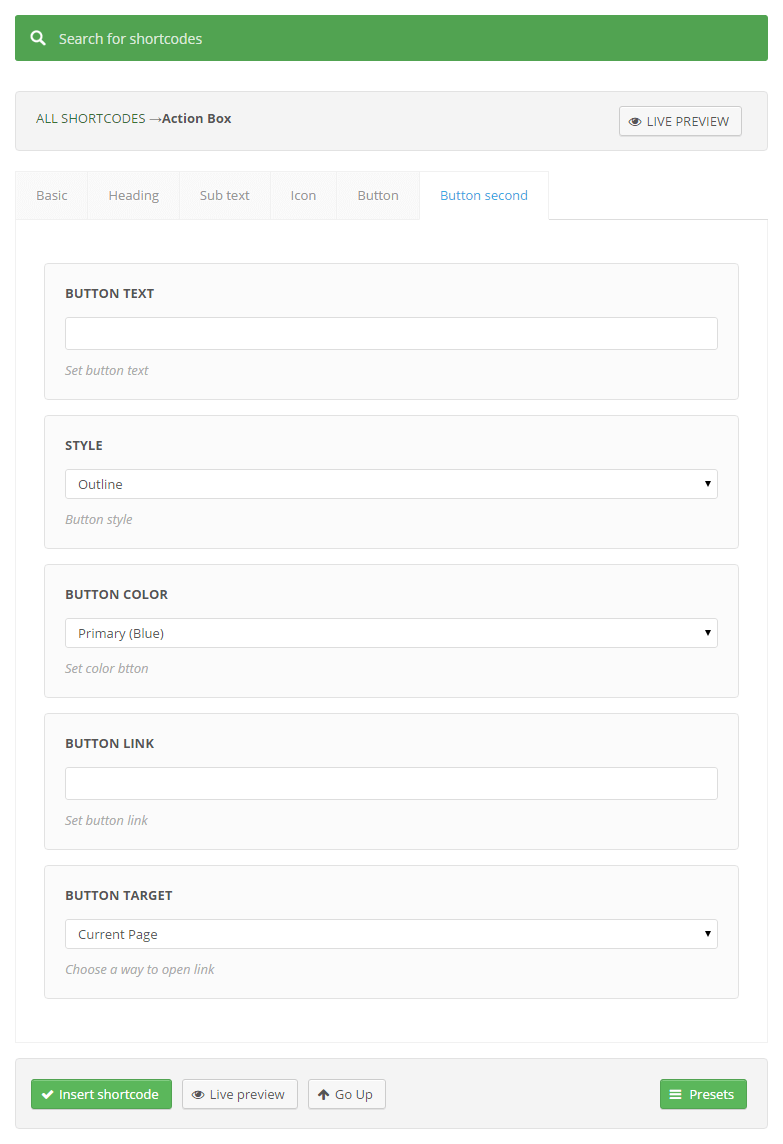 Search for shortcodes
ALL SHORTCODES →Action Box
LIVE PREVIEW
Basic Heading Sub text Icon Button Button second
BUTTON TEXT
Set button text
STYLE
Outline
Button style
BUTTON COLOR
Primary (Blue)
Set color btton
BUTTON LINK
Set button link
BUTTON TARGET
Current Page
Choose a way to open link
Insert shortcode Live preview Go Up Presets